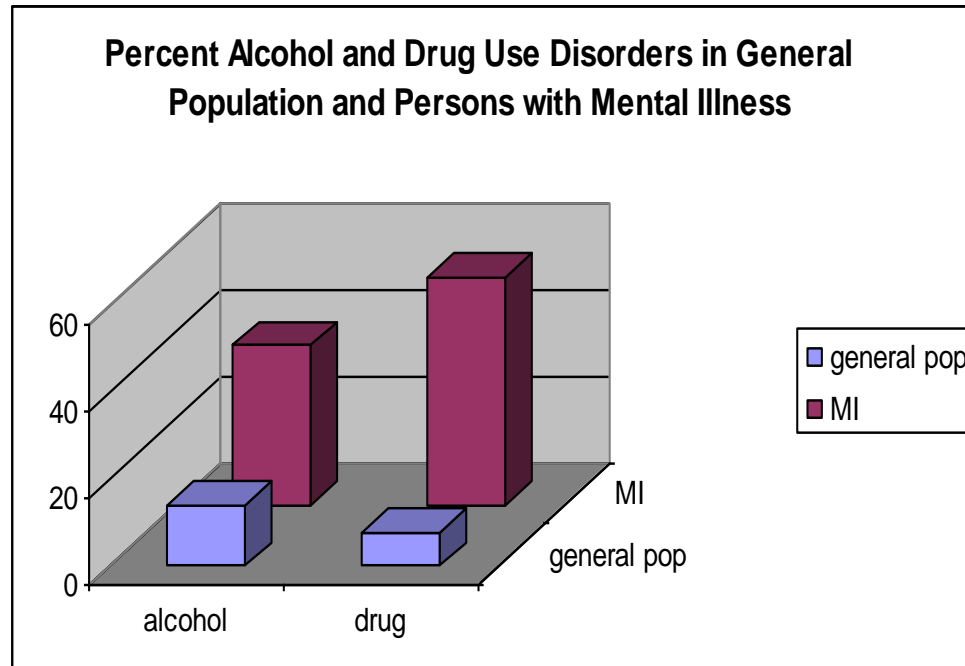 Percent Alcohol and Drug Use Disorders in General
Population and Persons with Mental Illness
60
40
20
0
alcohol
drug
MI
general pop
general pop
MI